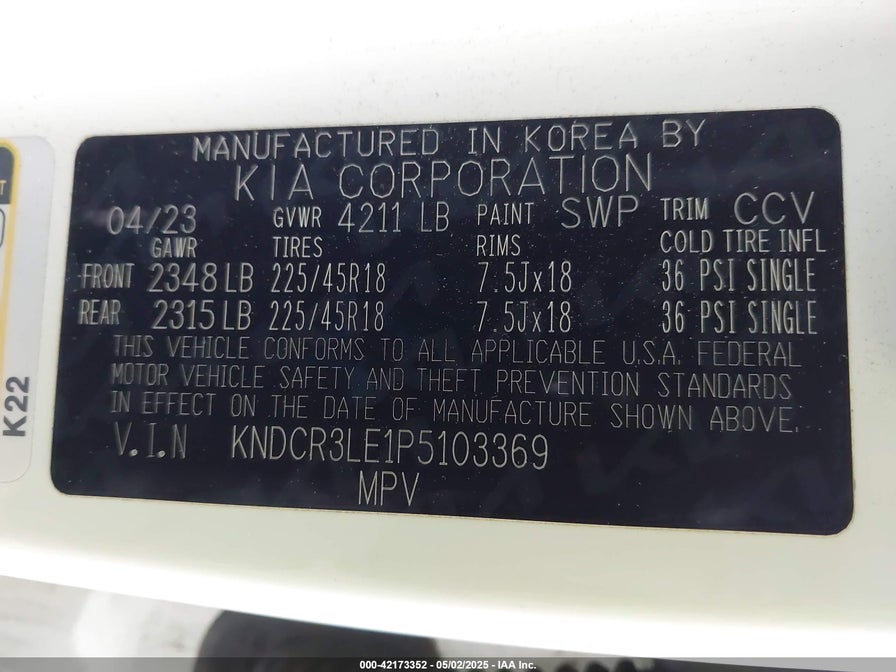 MANUFACTURED IN KOREA BY
KIA CORPORATION
04/23 GVWR 4211 LB PAINT SWP TRIM CCV
GAWR TIRES RIMS COLD TIRE INFL
FRONT 2348 LB 225/45R18 7.5Jx18 36 PSI SINGLE
REAR 2315 LB 225/45R18 7.5Jx18 36 PSI SINGLE
THIS VEHICLE CONFORMS TO ALL APPLICABLE U.S.A. FEDERAL
MOTOR VEHICLE SAFETY AND THEFT PREVENTION STANDARDS
IN EFFECT ON THE DATE OF MANUFACTURE SHOWN ABOVE.
V.I.N KNDCR3LE1P5103369
MPV
K22
000-42173352 - 05/02/2025 - IAA Inc.